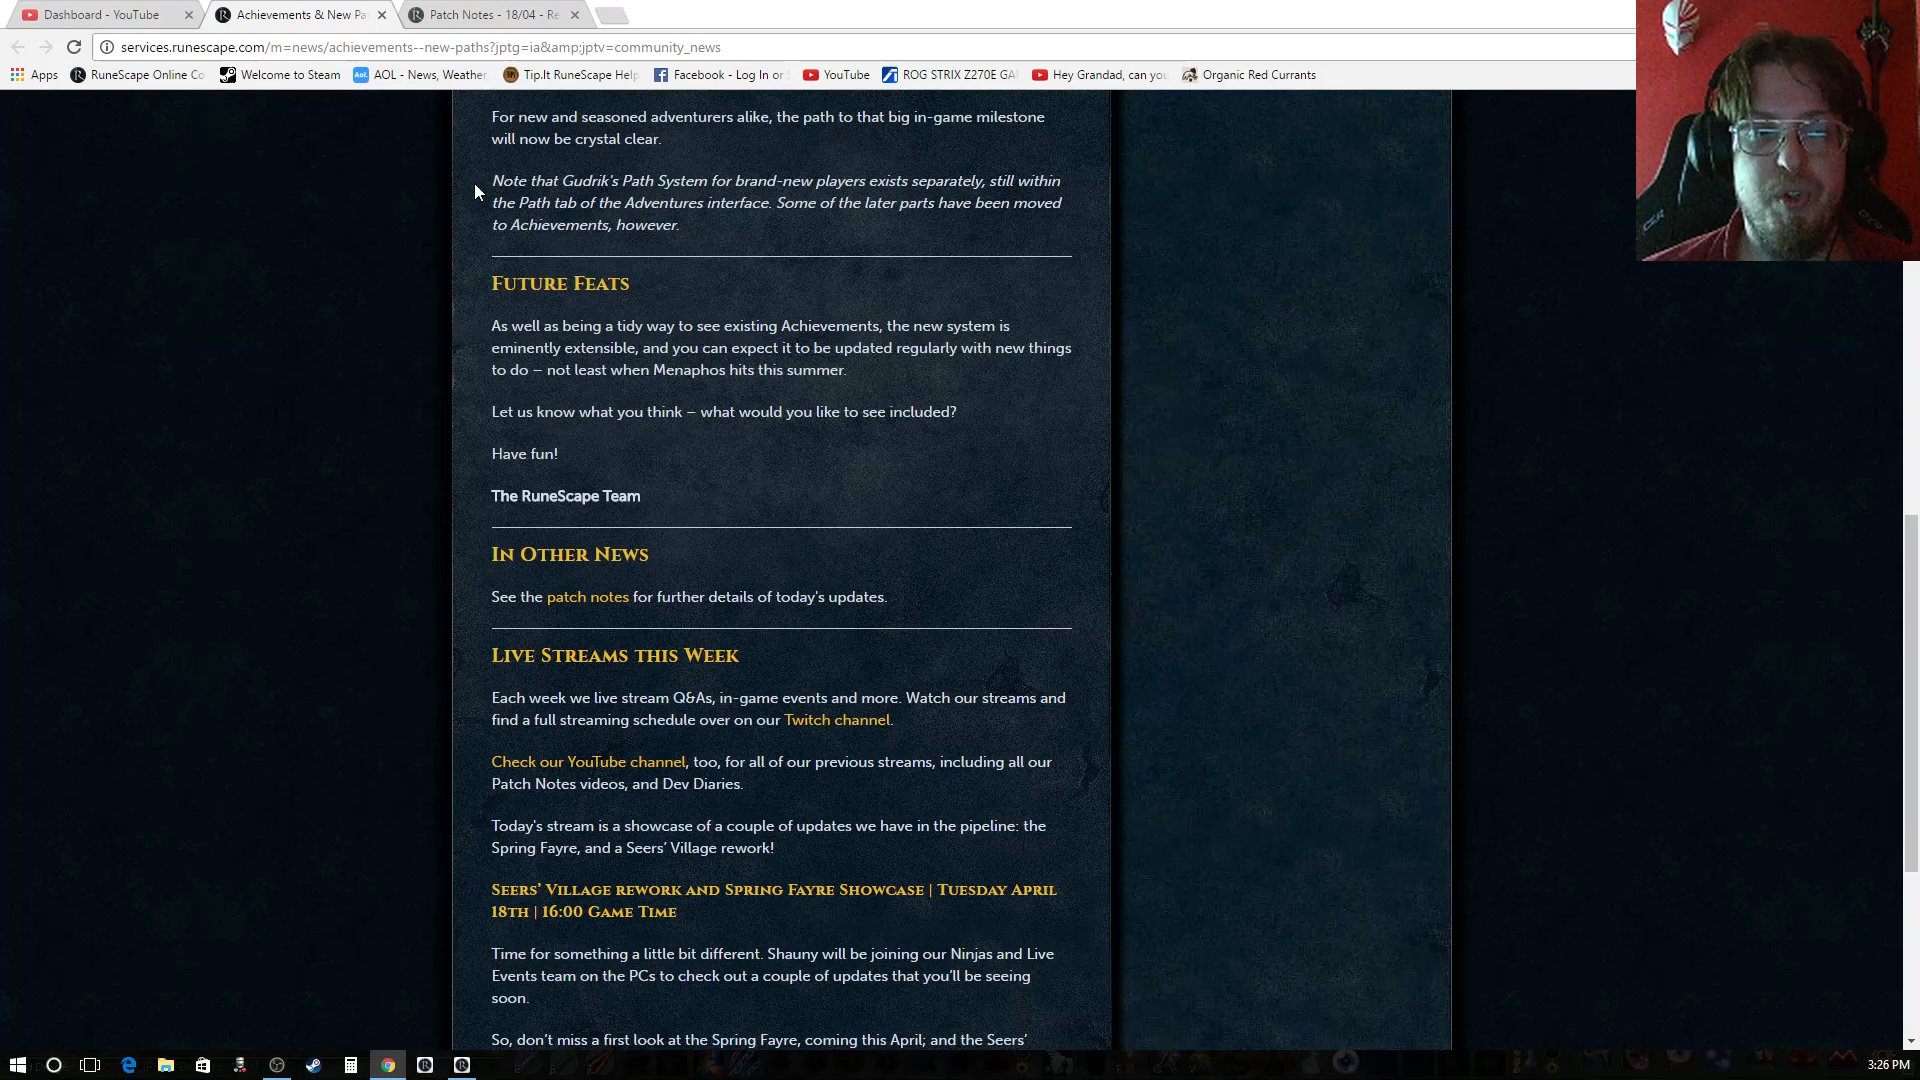 Dashboard - YouTube
Achievements & New Pa
Patch Notes - 18/04 - Re
services.runescape.com/m=news/achievements--new-paths?jptg=ia&amp;jptv=community_news
Apps
RuneScape Online Co
Welcome to Steam
Aol.
AOL - News, Weather
Tip.It RuneScape Help
Facebook - Log In or S
YouTube
ROG STRIX Z270E GA
Hey Grandad, can you
Organic Red Currants
For new and seasoned adventurers alike, the path to that big in-game milestone
will now be crystal clear.
Note that Gudrik's Path System for brand-new players exists separately, still within
the Path tab of the Adventures interface. Some of the later parts have been moved
to Achievements, however.
Future Feats
As well as being a tidy way to see existing Achievements, the new system is
eminently extensible, and you can expect it to be updated regularly with new things
to do – not least when Menaphos hits this summer.
Let us know what you think – what would you like to see included?
Have fun!
The RuneScape Team
In Other News
See the patch notes for further details of today's updates.
Live Streams this Week
Each week we live stream Q&As, in-game events and more. Watch our streams and
find a full streaming schedule over on our Twitch channel.
Check our YouTube channel, too, for all of our previous streams, including all our
Patch Notes videos, and Dev Diaries.
Today's stream is a showcase of a couple of updates we have in the pipeline: the
Spring Fayre, and a Seers’ Village rework!
Seers’ Village rework and Spring Fayre Showcase | Tuesday April
18th | 16:00 Game Time
Time for something a little bit different. Shauny will be joining our Ninjas and Live
Events team on the PCs to check out a couple of updates that you’ll be seeing
soon.
So, don’t miss a first look at the Spring Fayre, coming this April; and the Seers’
3:26 PM